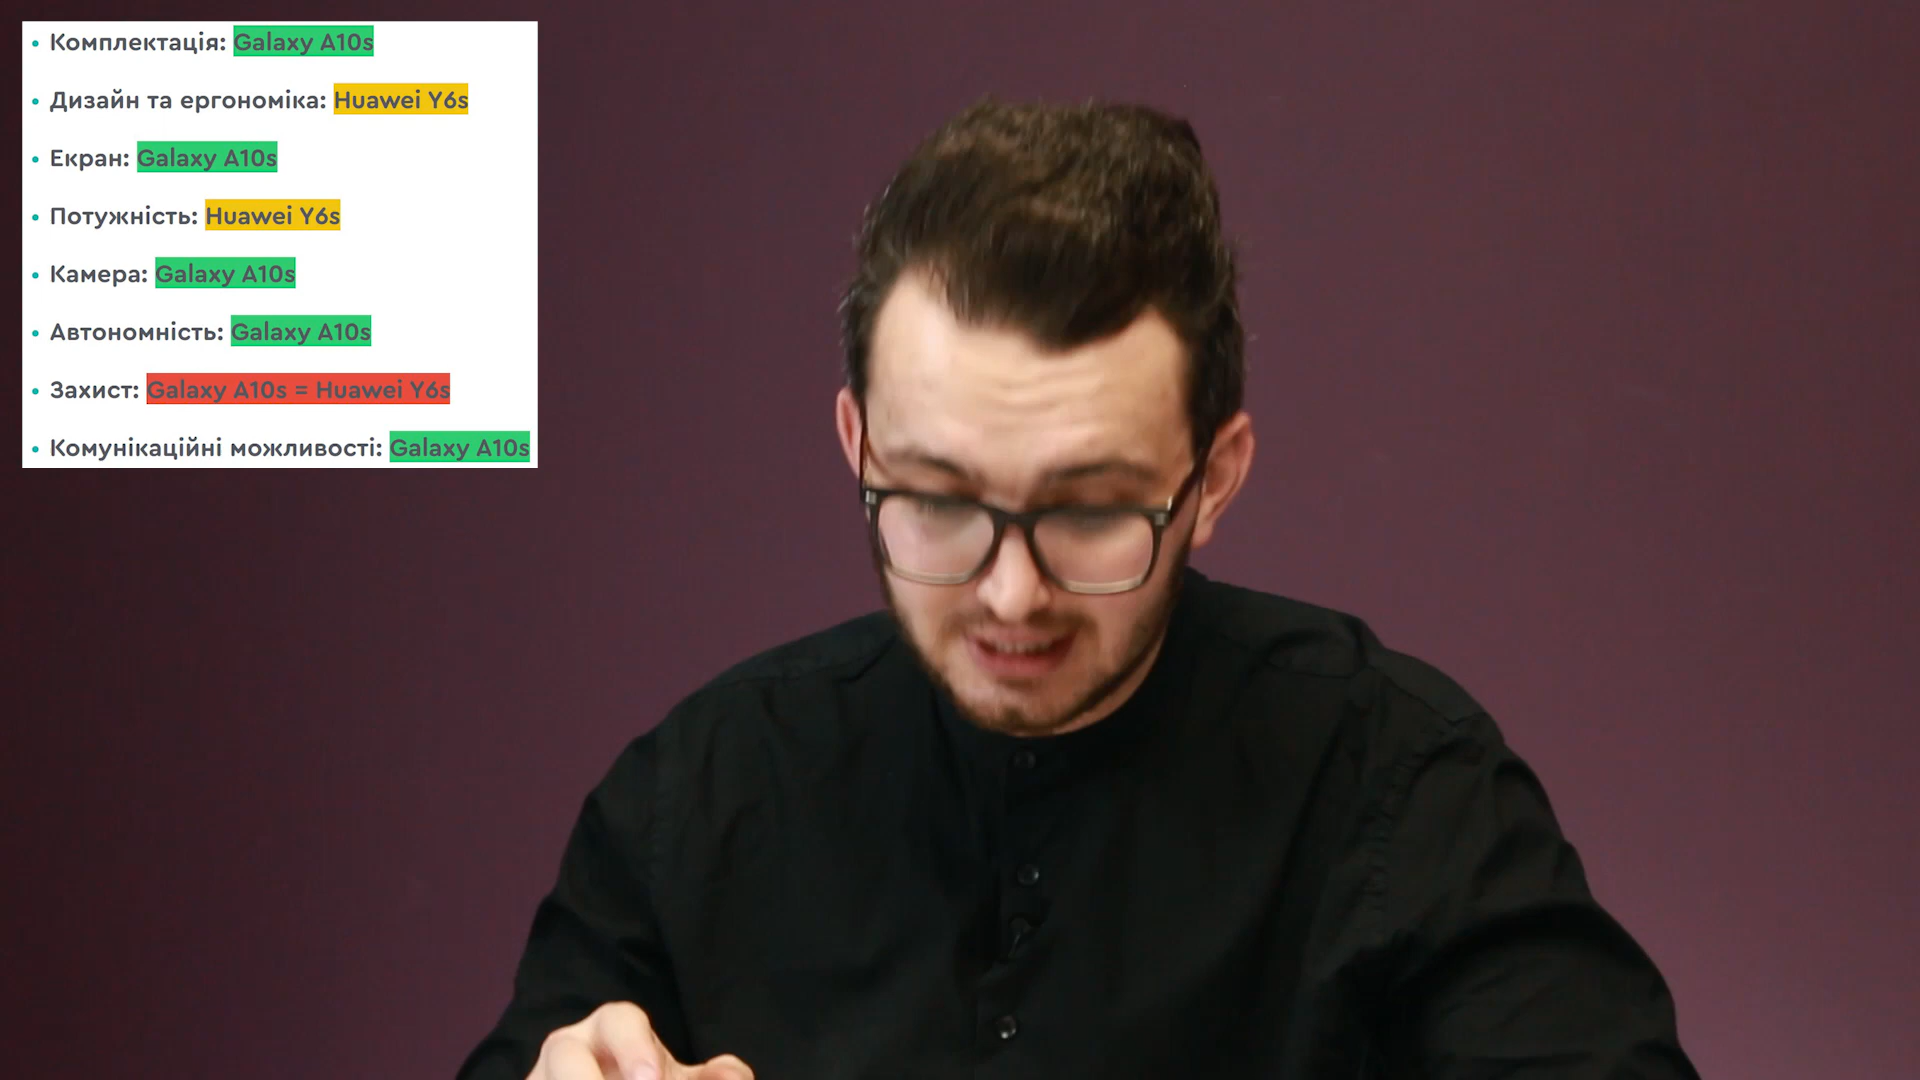 Комплектація: Galaxy A10s
Дизайн та ергономіка: Huawei Y6s
Екран: Galaxy A10s
Потужність: Huawei Y6s
Камера: Galaxy A10s
Автономність: Galaxy A10s
Захист: Galaxy A10s = Huawei Y6s
Комунікаційні можливості: Galaxy A10s